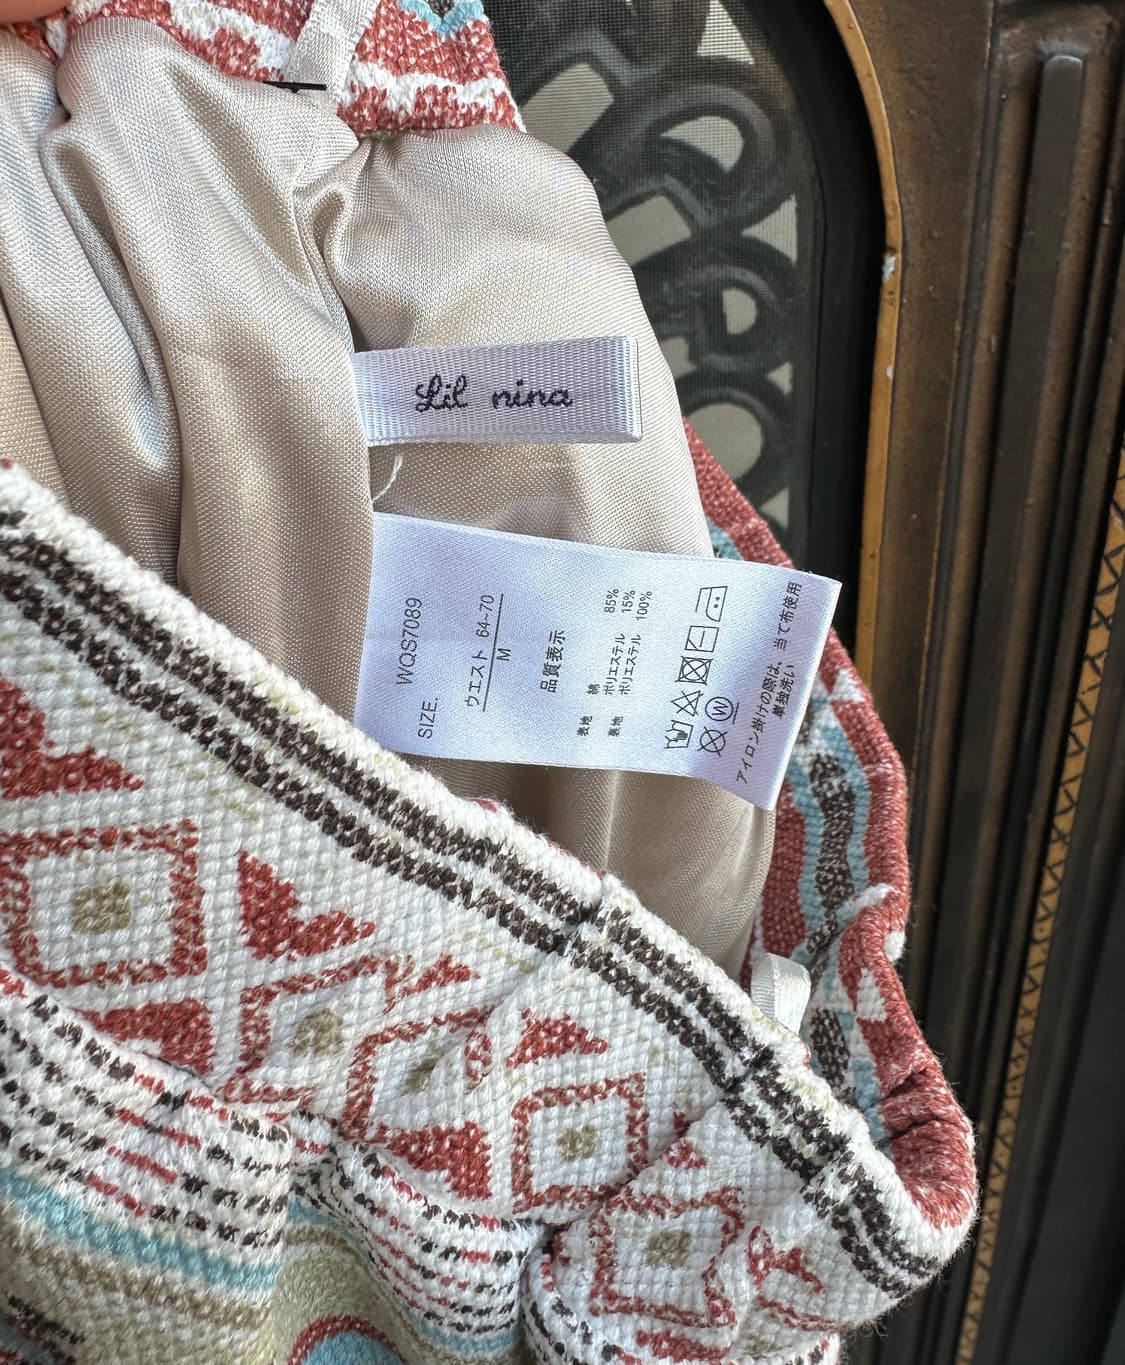 Lil nina
WQS7089
SIZE.
ウエスト 64~70
M
品質表示
表地 綿 85%
ポリエステル 15%
裏地 ポリエステル 100%
W
アイロン掛けの際は、当て布使用
単独洗い